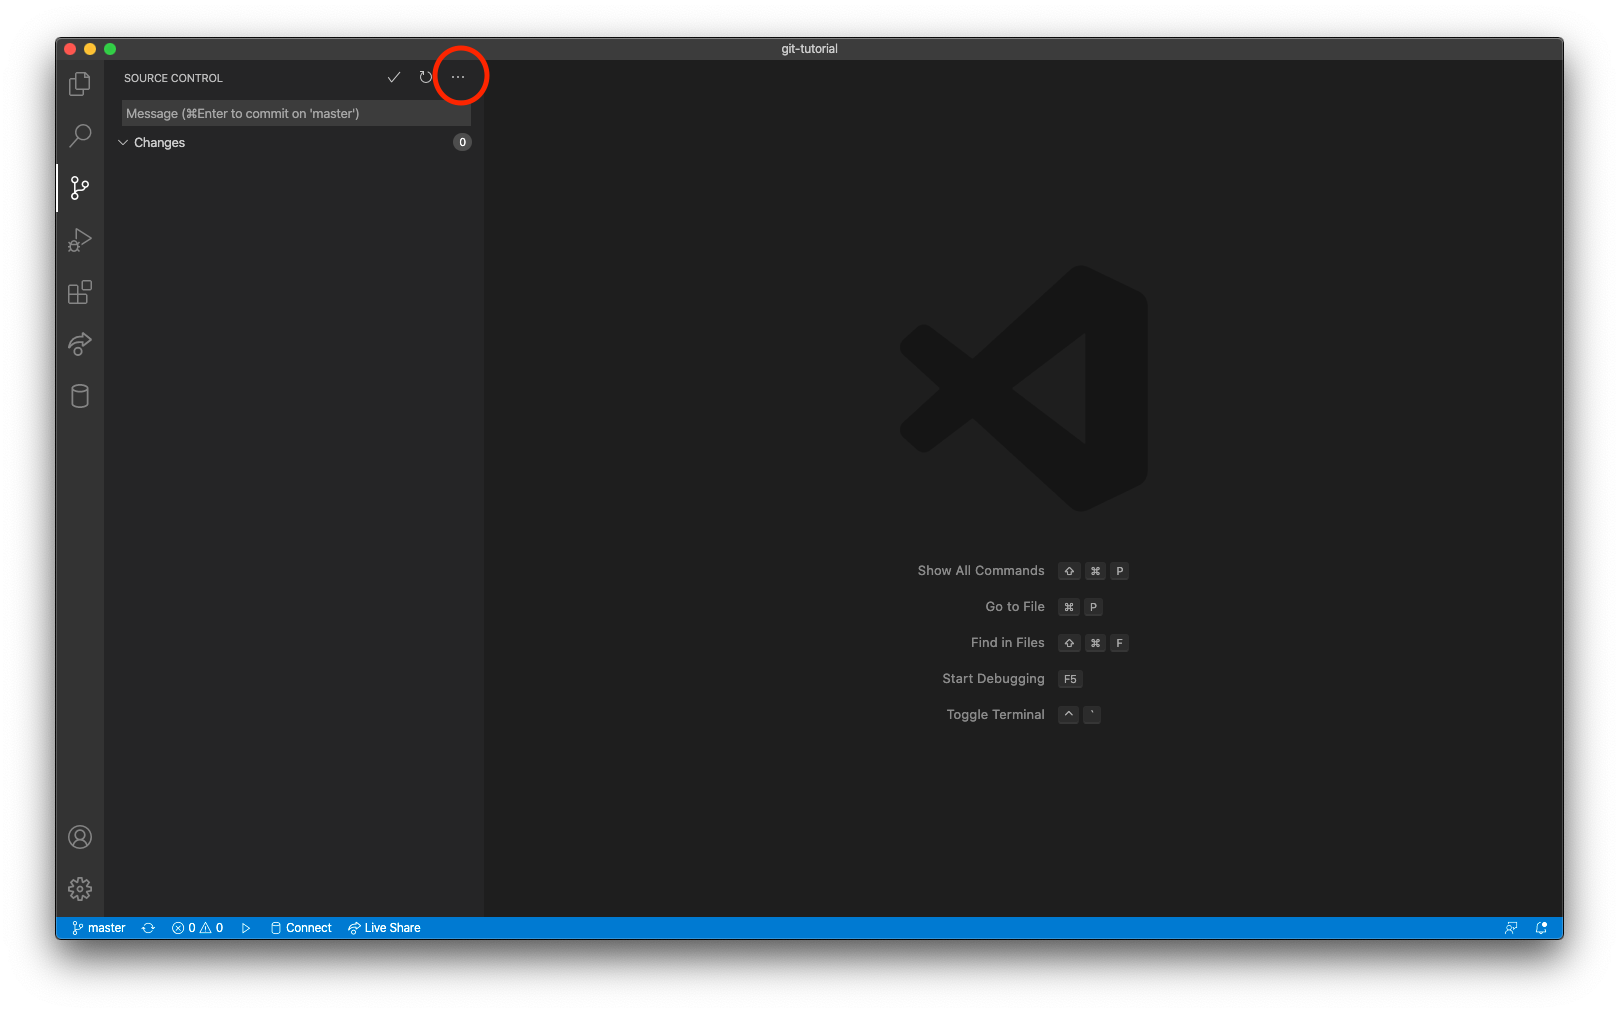 git-tutorial
SOURCE CONTROL
Message (⌘Enter to commit on 'master')
Changes 0
Show All Commands ⇧ ⌘ P
Go to File ⌘ P
Find in Files ⇧ ⌘ F
Start Debugging F5
Toggle Terminal ^ `
master 0 0 Connect Live Share